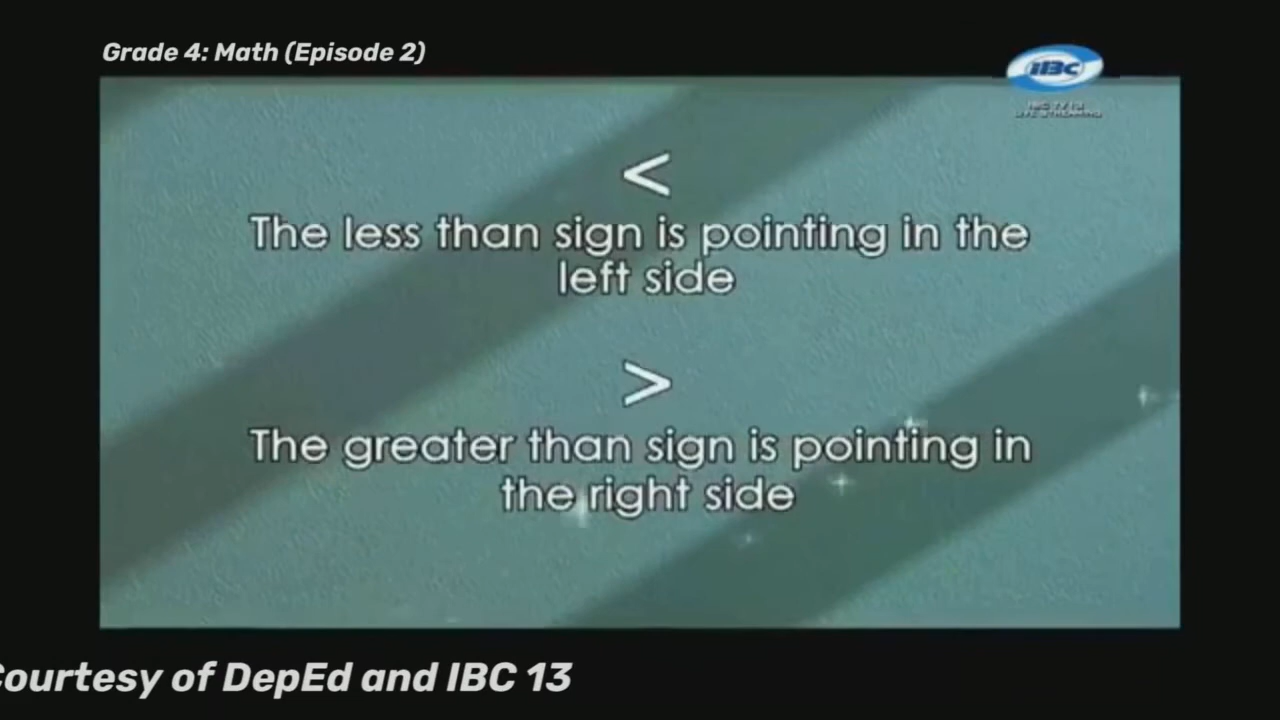 Grade 4: Math (Episode 2)
IBC
<
The less than sign is pointing in the
left side
>
The greater than sign is pointing in
the right side
Courtesy of DepEd and IBC 13